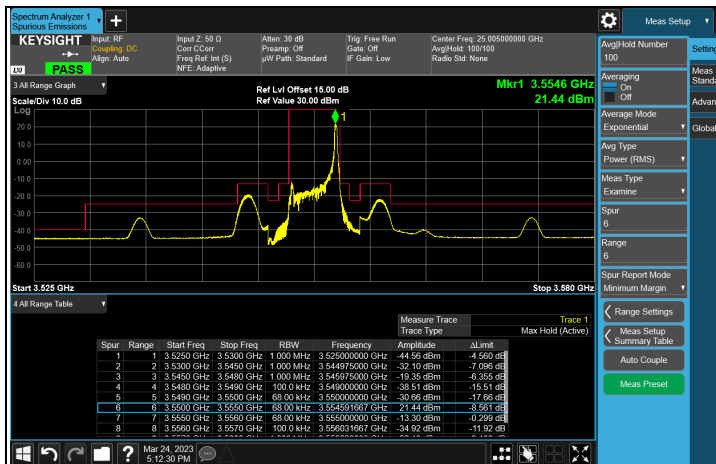 Spectrum Analyzer 1
Spurious Emissions
+
Meas Setup
KEYSIGHT
Input: RF
Coupling: DC
Align: Auto
Input Z: 50 Ω
Corr CCorr
Freq Ref: Int (S)
NFE: Adaptive
Atten: 30 dB
Preamp: Off
µW Path: Standard
Trig: Free Run
Gate: Off
IF Gain: Low
Center Freq: 25.005000000 GHz
Avg|Hold: 100/100
Radio Std: None
LXI PASS
3 All Range Graph
Scale/Div 10.0 dB
Ref Lvl Offset 15.00 dB
Ref Value 30.00 dBm
Mkr1 3.5546 GHz
21.44 dBm
Log
1
20.0
10.0
0.00
-10.0
-20.0
-30.0
-40.0
-50.0
-60.0
Start 3.525 GHz
Stop 3.580 GHz
4 All Range Table
Measure Trace Trace 1
Trace Type Max Hold (Active)
Spur Range Start Freq Stop Freq RBW Frequency Amplitude ΔLimit
1 1 3.5250 GHz 3.5300 GHz 1.000 MHz 3.525000000 GHz -44.56 dBm -4.560 dB
2 2 3.5300 GHz 3.5450 GHz 1.000 MHz 3.544975000 GHz -32.10 dBm -7.096 dB
3 3 3.5450 GHz 3.5480 GHz 1.000 MHz 3.545975000 GHz -19.35 dBm -6.355 dB
4 4 3.5480 GHz 3.5490 GHz 100.0 kHz 3.549000000 GHz -38.51 dBm -15.51 dB
5 5 3.5490 GHz 3.5500 GHz 68.00 kHz 3.550000000 GHz -30.66 dBm -17.66 dB
6 6 3.5500 GHz 3.5550 GHz 68.00 kHz 3.554591667 GHz 21.44 dBm -8.561 dB
7 7 3.5550 GHz 3.5560 GHz 68.00 kHz 3.555000000 GHz -13.30 dBm -0.299 dB
8 8 3.5560 GHz 3.5570 GHz 100.0 kHz 3.556031667 GHz -34.92 dBm -11.92 dB
Avg|Hold Number
100
Averaging
On
Off
Average Mode
Exponential
Avg Type
Power (RMS)
Meas Type
Examine
Spur
6
Range
6
Spur Report Mode
Minimum Margin
Range Settings
Meas Setup
Summary Table
Auto Couple
Meas Preset
Meas
Global
?
Mar 24, 2023
5:12:30 PM